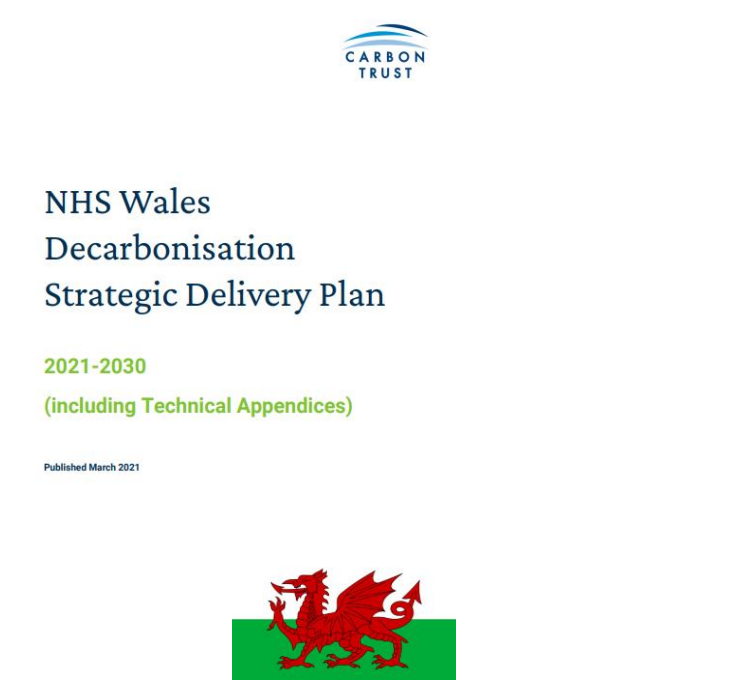 CARBON
TRUST
NHS Wales
Decarbonisation
Strategic Delivery Plan
2021-2030
(including Technical Appendices)
Published March 2021